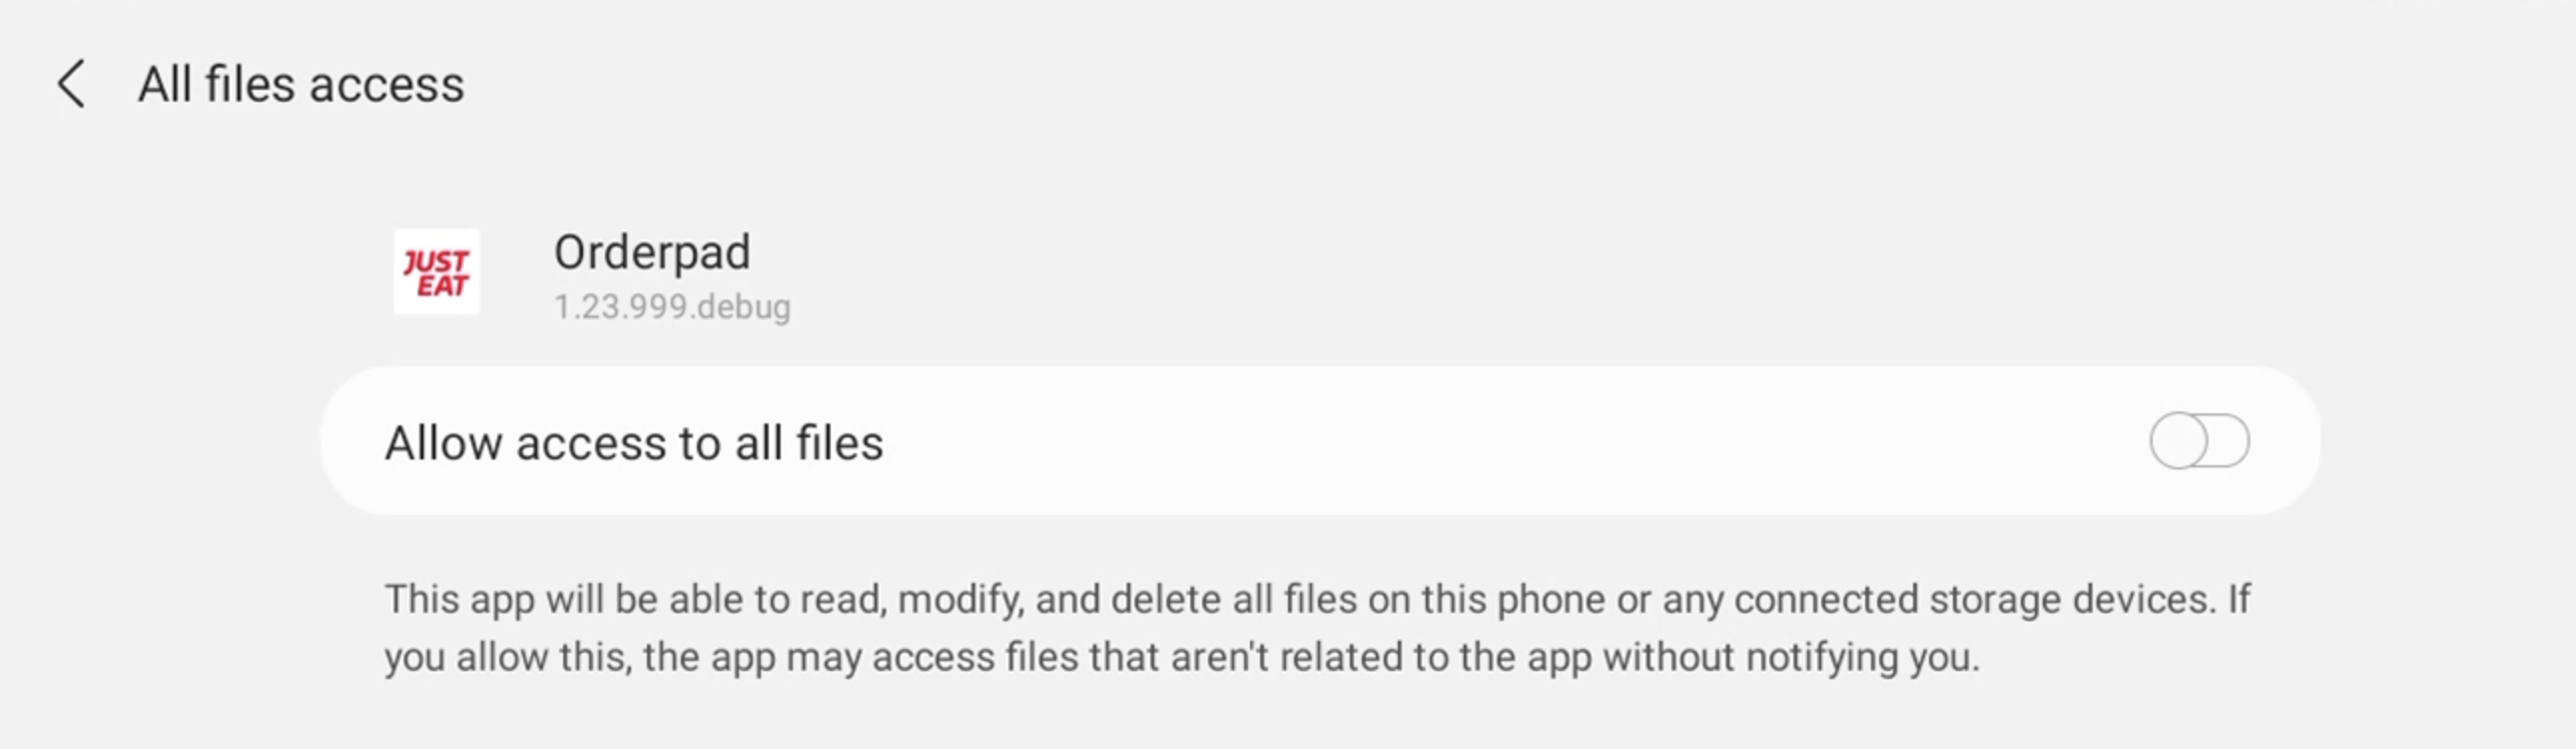 All files access
JUST
EAT
Orderpad
1.23.999.debug
Allow access to all files
This app will be able to read, modify, and delete all files on this phone or any connected storage devices. If
you allow this, the app may access files that aren't related to the app without notifying you.